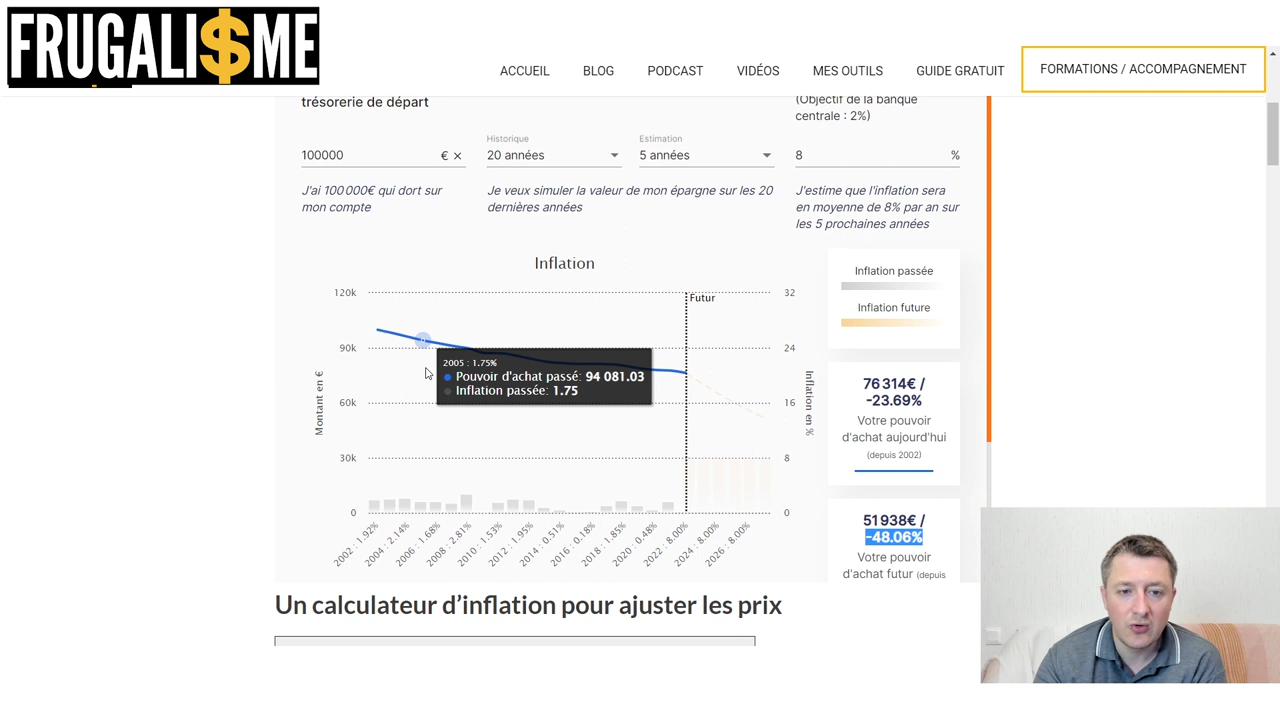 FRUGALI$ME
ACCUEIL
BLOG
PODCAST
VIDÉOS
MES OUTILS
GUIDE GRATUIT
FORMATIONS / ACCOMPAGNEMENT
trésorerie de départ
(Objectif de la banque
centrale : 2%)
100000
€ ×
Historique
20 années
Estimation
5 années
8
%
J'ai 100 000€ qui dort sur
mon compte
Je veux simuler la valeur de mon épargne sur les 20
dernières années
J'estime que l'inflation sera
en moyenne de 8% par an sur
les 5 prochaines années
Inflation
120k
90k
60k
30k
0
Montant en €
Futur
32
24
16
8
0
Inflation en %
2005 : 1.75%
Pouvoir d'achat passé: 94 081.03
Inflation passée: 1.75
2002 : 1.92%
2004 : 2.14%
2006 : 1.68%
2008 : 2.81%
2010 : 1.53%
2012 : 1.95%
2014 : 0.51%
2016 : 0.18%
2018 : 1.85%
2020 : 0.48%
2022 : 8.00%
2024 : 8.00%
2026 : 8.00%
Inflation passée
Inflation future
76 314€ /
-23.69%
Votre pouvoir
d'achat aujourd'hui
(depuis 2002)
51 938€ /
-48.06%
Votre pouvoir
d'achat futur (depuis
Un calculateur d'inflation pour ajuster les prix